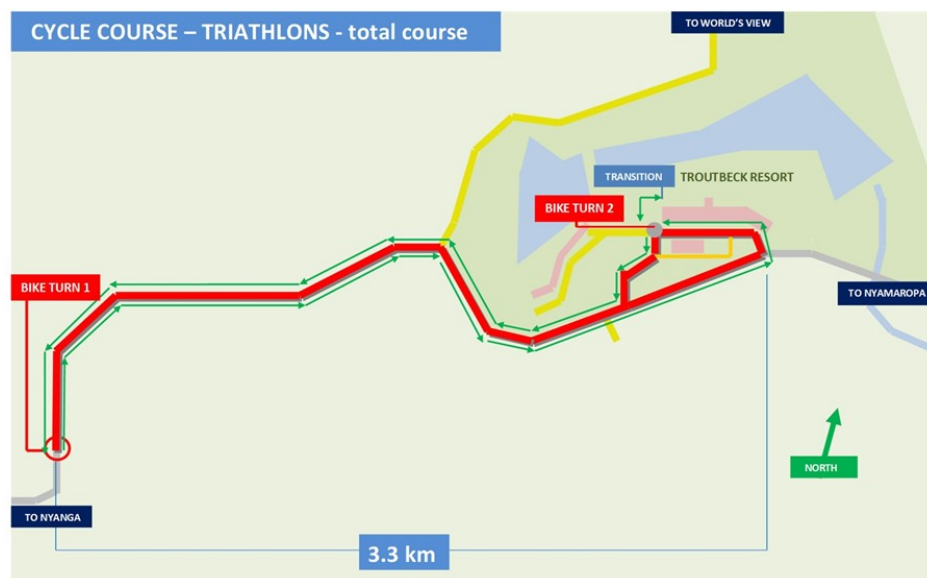 CYCLE COURSE – TRIATHLONS - total course
TO WORLD'S VIEW
TRANSITION
TROUTBECK RESORT
BIKE TURN 2
BIKE TURN 1
TO NYAMAROPA
NORTH
TO NYANGA
3.3 km